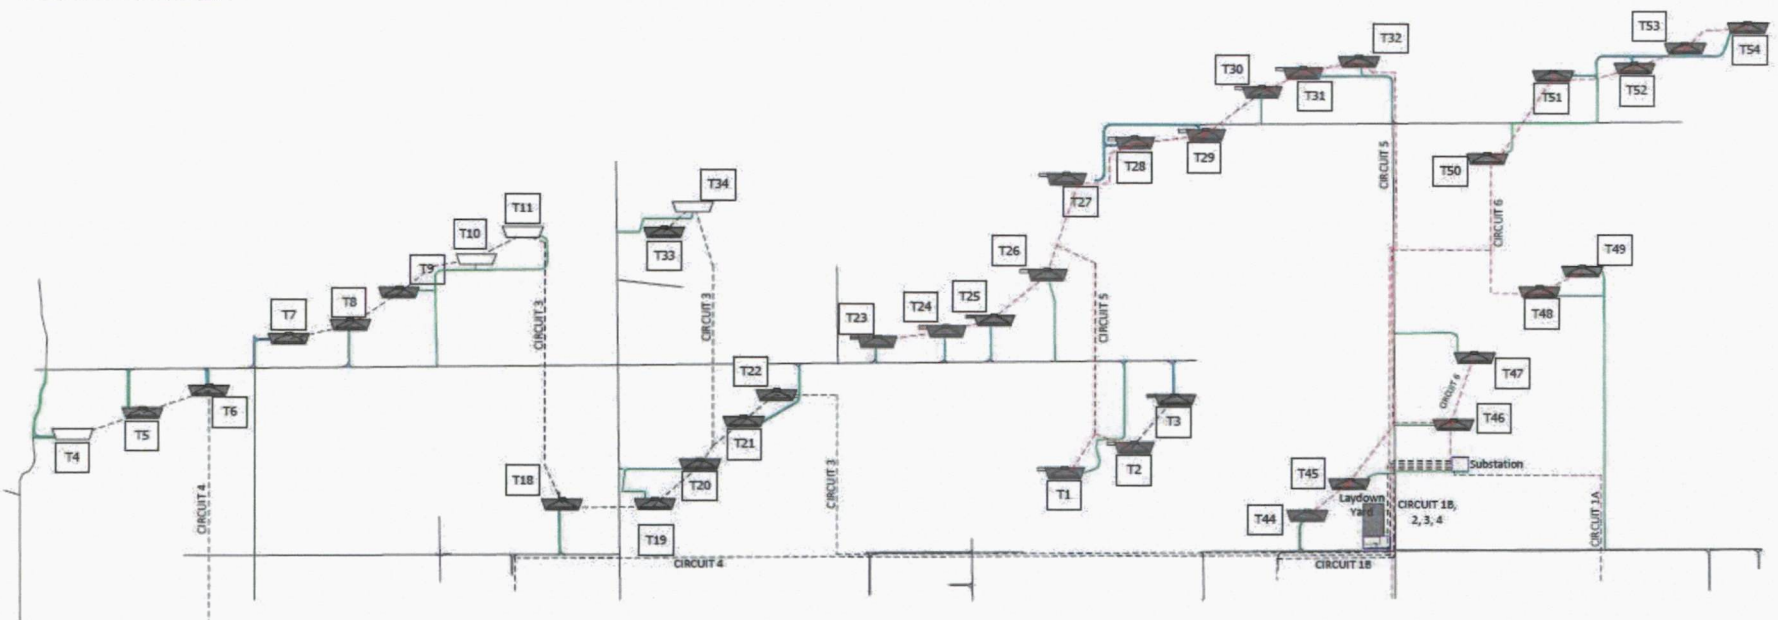 T53
T54
T32
T30
T31
T51
T52
T28
T29
T50
CIRCUIT 5
T34
T27
T11
T10
T33
T26
CIRCUIT 6
T49
T9
T8
T7
CIRCUIT 3
CIRCUIT 3
T25
T24
T23
CIRCUIT 5
T48
T22
T47
CIRCUIT 6
T6
T5
T4
T21
T3
T2
T46
T18
T20
T1
T45
Substation
CIRCUIT 4
CIRCUIT 3
Laydown
Yard
CIRCUIT 1B,
2, 3, 4
T44
CIRCUIT 1A
T19
CIRCUIT 4
CIRCUIT 1B